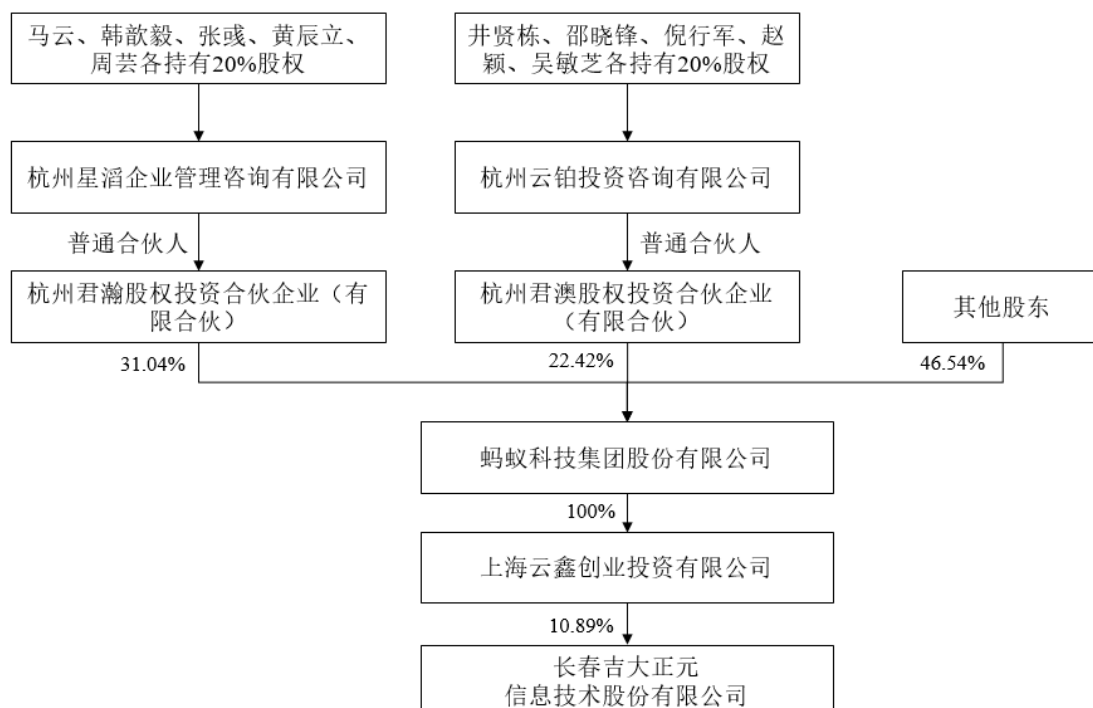 马云、韩歆毅、张彧、黄辰立、
周芸各持有20%股权
井贤栋、邵晓锋、倪行军、赵
颖、吴敏芝各持有20%股权
杭州星滔企业管理咨询有限公司
杭州云铂投资咨询有限公司
普通合伙人
普通合伙人
杭州君瀚股权投资合伙企业（有
限合伙）
杭州君澳股权投资合伙企业
（有限合伙）
其他股东
31.04%
22.42%
46.54%
蚂蚁科技集团股份有限公司
100%
上海云鑫创业投资有限公司
10.89%
长春吉大正元
信息技术股份有限公司